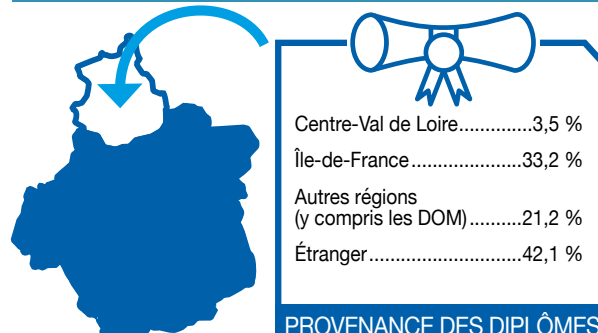 Centre-Val de Loire.............3,5 %
Île-de-France....................33,2 %
Autres régions
(y compris les DOM)..........21,2 %
Étranger............................42,1 %
PROVENANCE DES DIPLÔMES